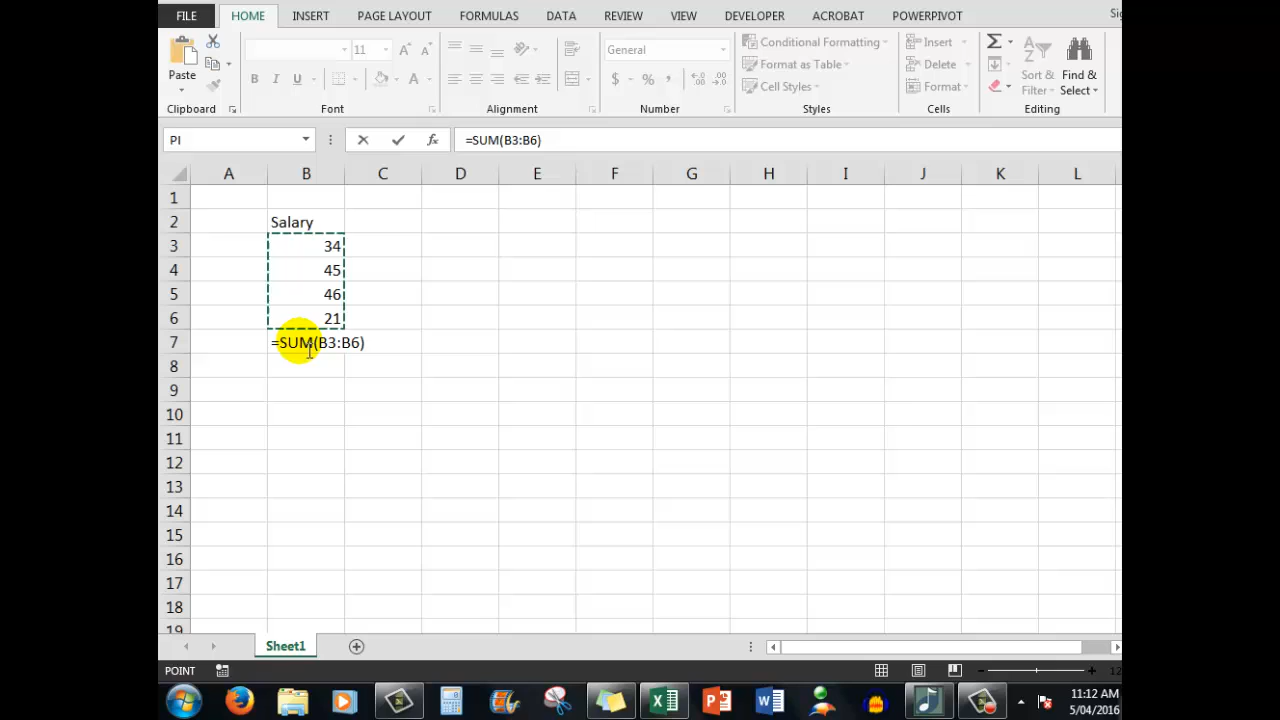 FILE HOME INSERT PAGE LAYOUT FORMULAS DATA REVIEW VIEW DEVELOPER ACROBAT POWERPIVOT
11 General Conditional Formatting Insert
Paste B I U $ % , Format as Table Delete Sort & Find &
Cell Styles Format Filter Select
Clipboard Font Alignment Number Styles Cells Editing
PI fx =SUM(B3:B6)
A B C D E F G H I J K L
1
2 Salary
3 34
4 45
5 46
6 21
7 =SUM(B3:B6)
8
9
10
11
12
13
14
15
16
17
18
19
Sheet1
POINT
11:12 AM
5/04/2016